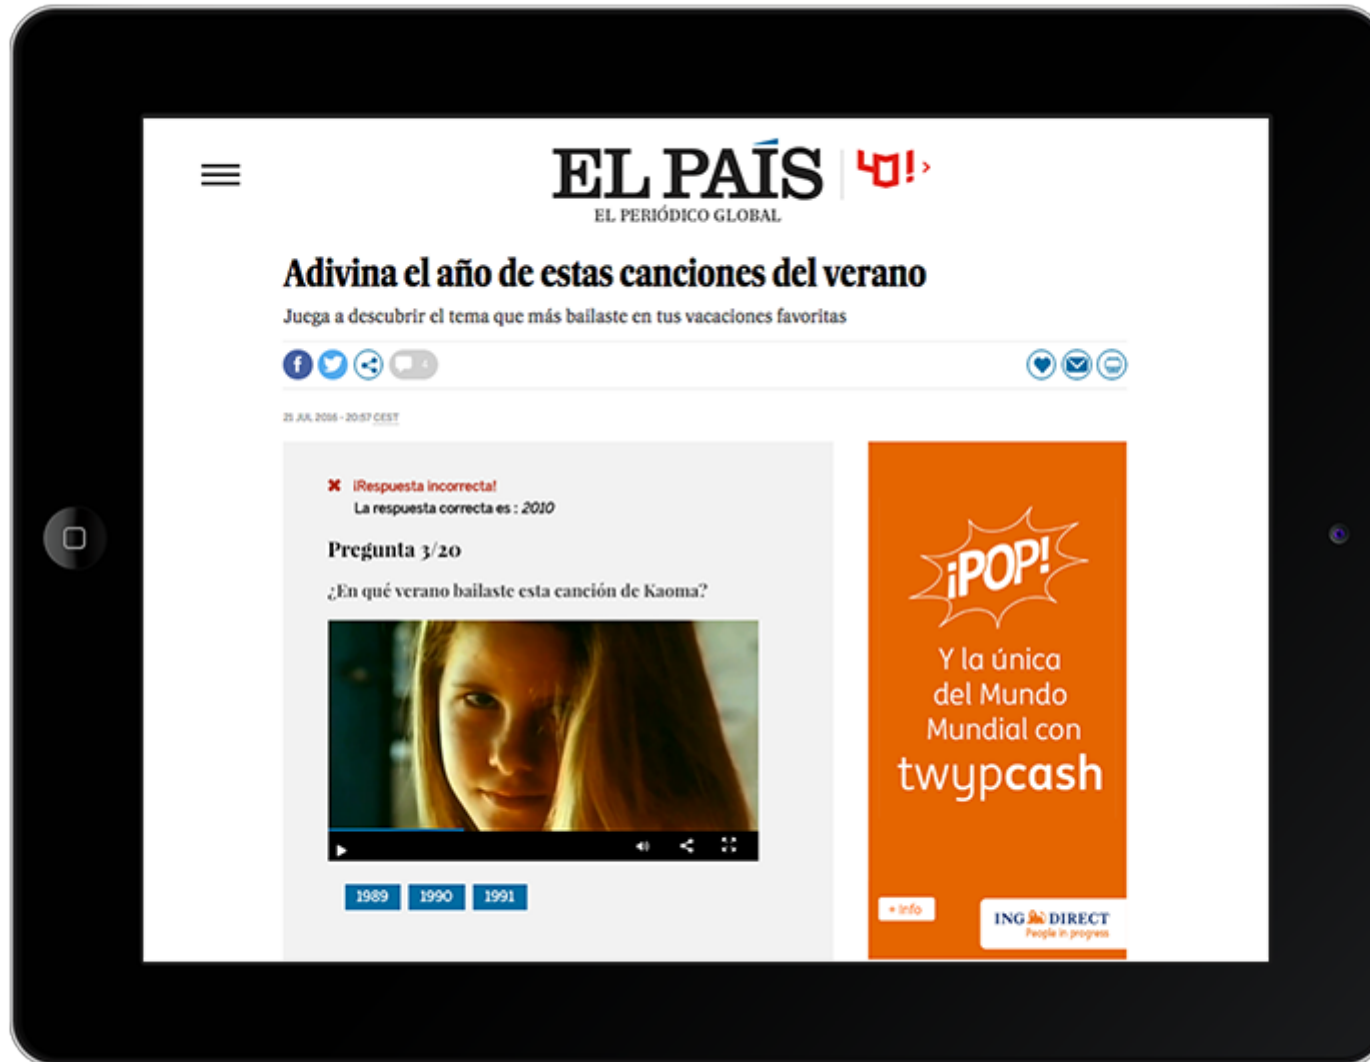 EL PAÍS
40!
EL PERIÓDICO GLOBAL
Adivina el año de estas canciones del verano
Juega a descubrir el tema que más bailaste en tus vacaciones favoritas
4
21 JUL 2016 - 20:57 CEST
¡Respuesta incorrecta!
La respuesta correcta es : 2010
Pregunta 3/20
¿En qué verano bailaste esta canción de Kaoma?
1989 1990 1991
¡POP!
Y la única
del Mundo
Mundial con
twypcash
+ info
ING DIRECT
People in progress